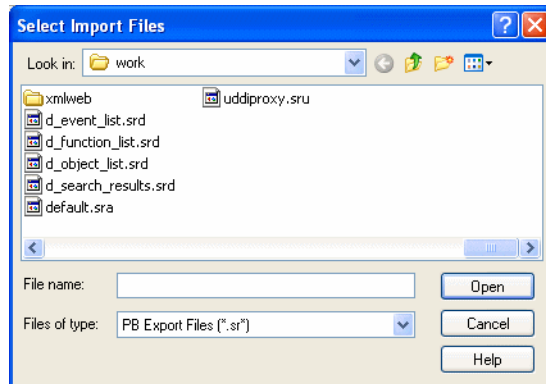 Select Import Files
Look in: work
xmlweb
d_event_list.srd
d_function_list.srd
d_object_list.srd
d_search_results.srd
default.sra
uddiproxy.sru
File name:
Open
Files of type: PB Export Files (*.sr*)
Cancel
Help